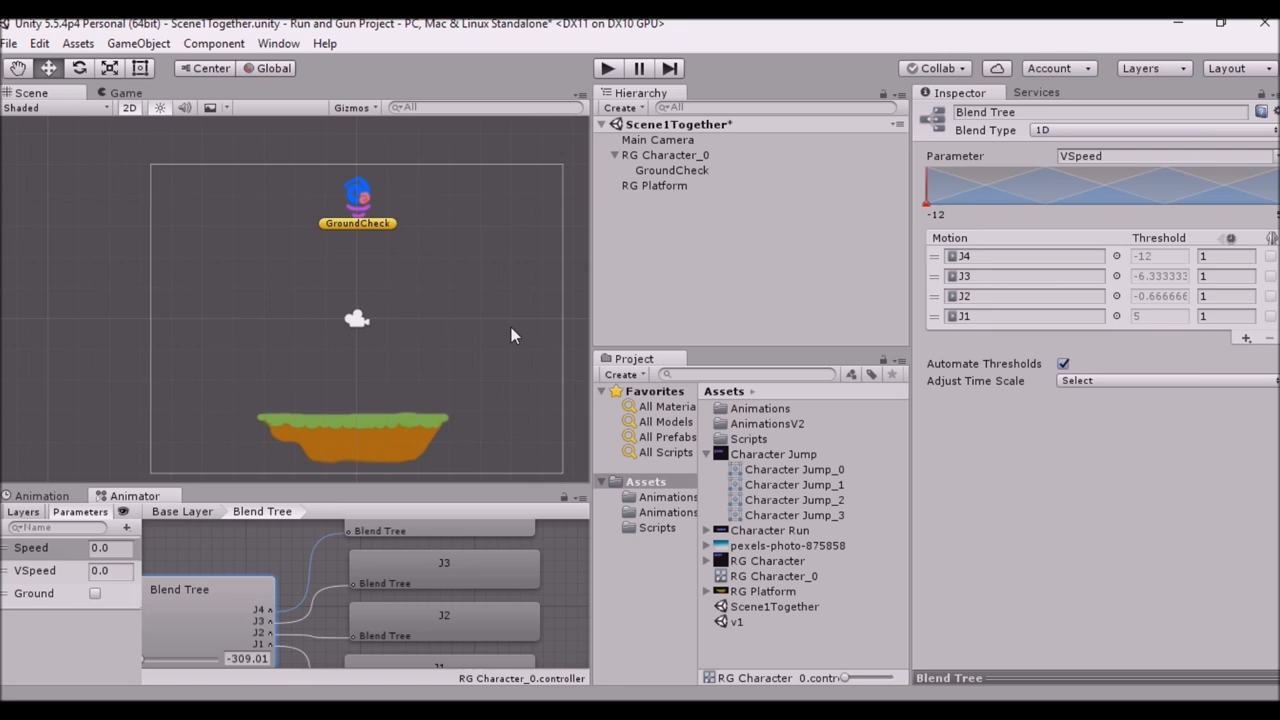 Unity 5.5.4p4 Personal (64bit) - Scene1Together.unity - Run and Gun Project - PC, Mac & Linux Standalone* <DX11 on DX10 GPU>
File Edit Assets GameObject Component Window Help
Center Global
Collab Account Layers Layout
Scene Game
Shaded 2D Gizmos All
GroundCheck
Hierarchy
Create All
Scene1Together*
Main Camera
RG Character_0
GroundCheck
RG Platform
Inspector Services
Blend Tree
Blend Type 1D
Parameter VSpeed
-12
Motion Threshold
J4 -12 1
J3 -6.333333 1
J2 -0.666666 1
J1 5 1
Automate Thresholds
Adjust Time Scale Select
Project
Create
Favorites
All Materia
All Models
All Prefabs
All Scripts
Assets
Animations
Animations
Scripts
Assets
Animations
AnimationsV2
Scripts
Character Jump
Character Jump_0
Character Jump_1
Character Jump_2
Character Jump_3
Character Run
pexels-photo-875858
RG Character
RG Character_0
RG Platform
Scene1Together
v1
RG Character_0.contr
Animation Animator
Layers Parameters Base Layer Blend Tree
Name
Speed 0.0
VSpeed 0.0
Ground
Blend Tree
J4
J3
J2
J1
-309.01
Blend Tree
J3
Blend Tree
J2
Blend Tree
J1
RG Character_0.controller
Blend Tree